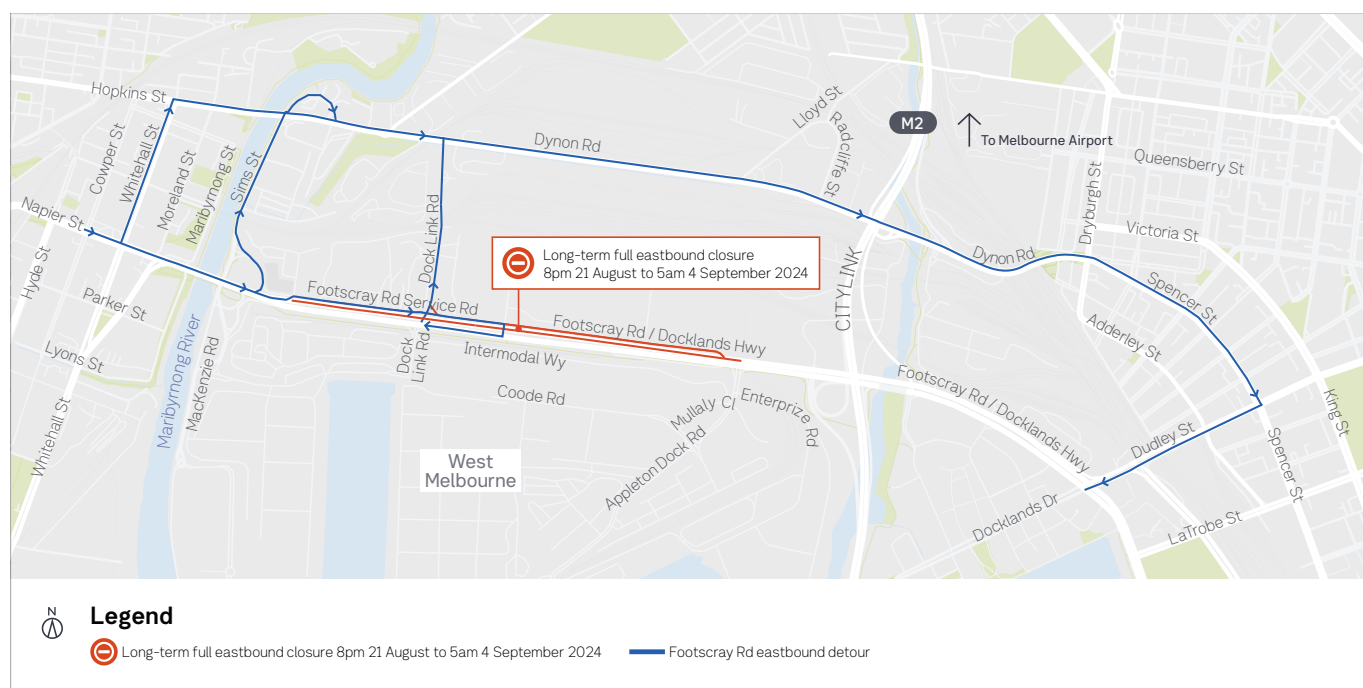 Hopkins St
Cowper St
Whitehall St
Moreland St
Maribyrnong St
Sims St
Napier St
Hyde St
Parker St
Lyons St
Whitehall St
Maribyrnong River
MacKenzie Rd
Dynon Rd
Lloyd St
Radcliffe St
M2
To Melbourne Airport
Queensberry St
Dryburgh St
Victoria St
Dynon Rd
Spencer St
Adderley St
Dock Link Rd
Long-term full eastbound closure
8pm 21 August to 5am 4 September 2024
CITYLINK
Footscray Rd Service Rd
Footscray Rd / Docklands Hwy
Dock
Link Rd
Intermodal Wy
Coode Rd
Mullaly Cl
Enterprize Rd
Appleton Dock Rd
West
Melbourne
Footscray Rd / Docklands Hwy
Dudley St
King St
Spencer St
Docklands Dr
LaTrobe St
N
Legend
Long-term full eastbound closure 8pm 21 August to 5am 4 September 2024
Footscray Rd eastbound detour